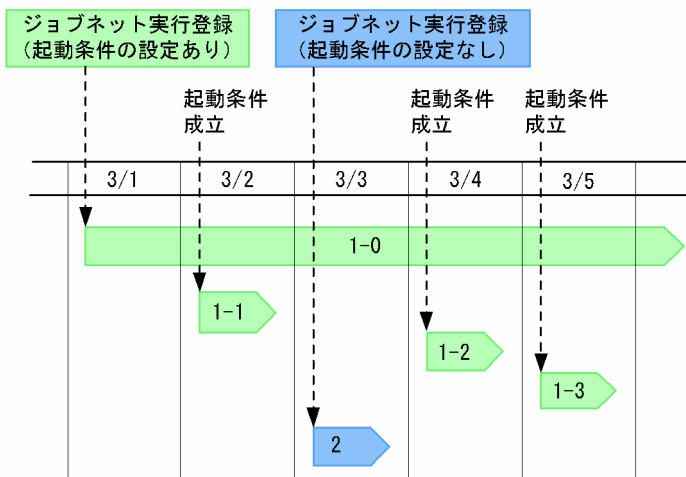 ジョブネット実行登録
（起動条件の設定あり）
ジョブネット実行登録
（起動条件の設定なし）
起動条件
成立
起動条件
成立
起動条件
成立
3/1
3/2
3/3
3/4
3/5
1-0
1-1
1-2
1-3
2